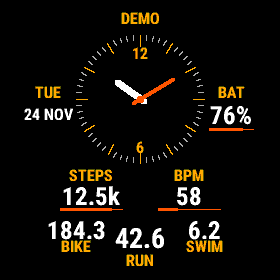 DEMO
12
TUE
24 NOV
BAT
76%
6
STEPS
12.5k
BPM
58
184.3
BIKE
42.6
RUN
6.2
SWIM